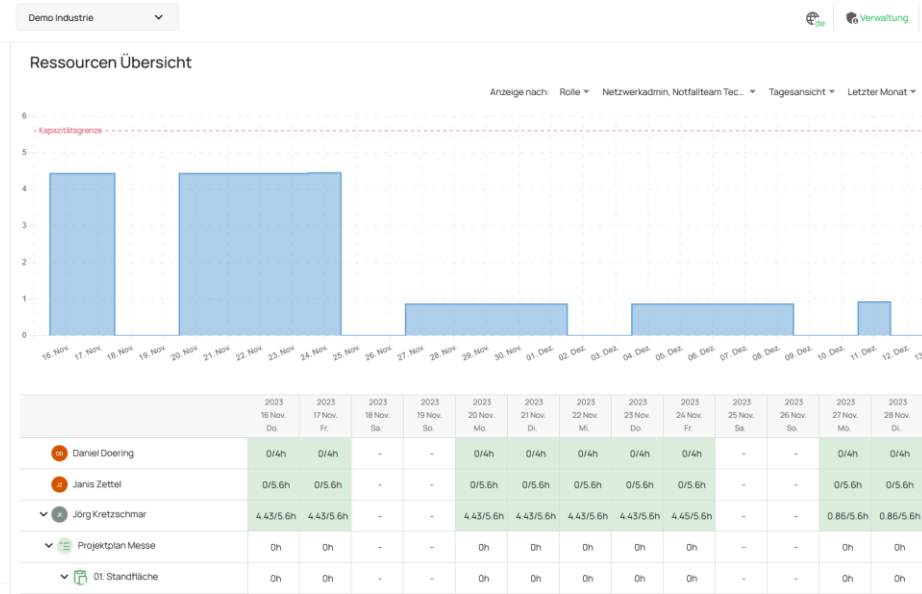 Demo Industrie
de
Verwaltung
Ressourcen Übersicht
Anzeige nach: Rolle Netzwerkadmin, Notfallteam Tec... Tagesansicht Letzter Monat
6
Kapazitätsgrenze
5
4
3
2
1
0
16. Nov. 17. Nov. 18. Nov. 19. Nov. 20. Nov. 21. Nov. 22. Nov. 23. Nov. 24. Nov. 25. Nov. 26. Nov. 27. Nov. 28. Nov. 29. Nov. 30. Nov. 01. Dez. 02. Dez. 03. Dez. 04. Dez. 05. Dez. 06. Dez. 07. Dez. 08. Dez. 09. Dez. 10. Dez. 11. Dez. 12. Dez. 13
2023 2023 2023 2023 2023 2023 2023 2023 2023 2023 2023 2023 2023
16 Nov. 17 Nov. 18 Nov. 19 Nov. 20 Nov. 21 Nov. 22 Nov. 23 Nov. 24 Nov. 25 Nov. 26 Nov. 27 Nov. 28 Nov.
Do. Fr. Sa. So. Mo. Di. Mi. Do. Fr. Sa. So. Mo. Di.
DD Daniel Doering 0/4h 0/4h - - 0/4h 0/4h 0/4h 0/4h 0/4h - - 0/4h 0/4h
JZ Janis Zettel 0/5.6h 0/5.6h - - 0/5.6h 0/5.6h 0/5.6h 0/5.6h 0/5.6h - - 0/5.6h 0/5.6h
JK Jörg Kretzschmar 4.43/5.6h 4.43/5.6h - - 4.43/5.6h 4.43/5.6h 4.43/5.6h 4.43/5.6h 4.45/5.6h - - 0.86/5.6h 0.86/5.6h
Projektplan Messe 0h 0h - - 0h 0h 0h 0h 0h - - 0h 0h
01. Standfläche 0h 0h - - 0h 0h 0h 0h 0h - - 0h 0h